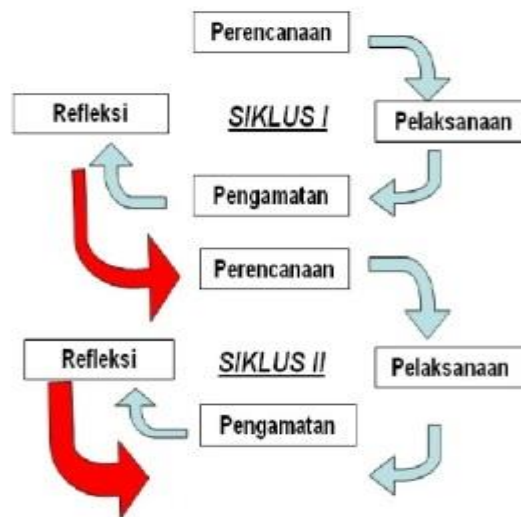 Perencanaan
Refleksi
SIKLUS I
Pelaksanaan
Pengamatan
Perencanaan
Refleksi
SIKLUS II
Pelaksanaan
Pengamatan